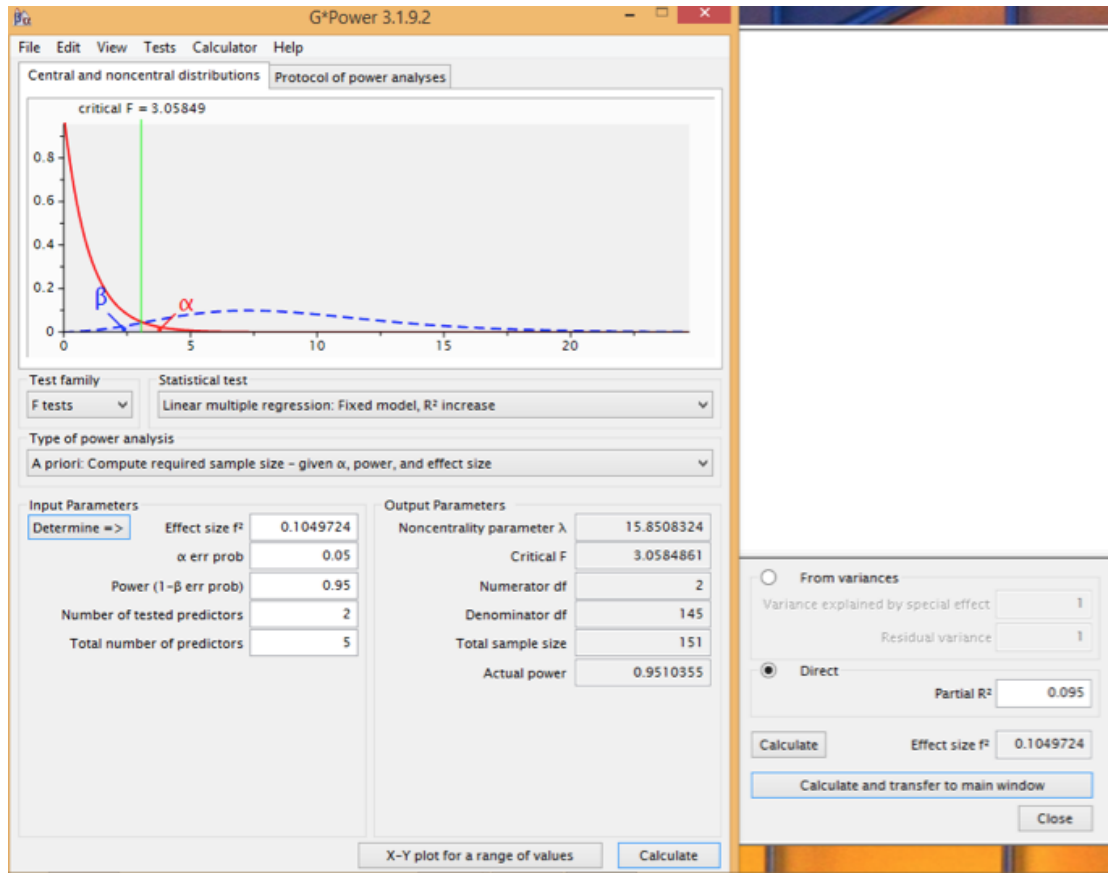 G*Power 3.1.9.2
File Edit View Tests Calculator Help
Central and noncentral distributions Protocol of power analyses
critical F = 3.05849
0.8
0.6
0.4
0.2
0
β
α
0 5 10 15 20
Test family Statistical test
F tests Linear multiple regression: Fixed model, R² increase
Type of power analysis
A priori: Compute required sample size – given α, power, and effect size
Input Parameters
Determine => Effect size f² 0.1049724
α err prob 0.05
Power (1-β err prob) 0.95
Number of tested predictors 2
Total number of predictors 5
Output Parameters
Noncentrality parameter λ 15.8508324
Critical F 3.0584861
Numerator df 2
Denominator df 145
Total sample size 151
Actual power 0.9510355
X-Y plot for a range of values Calculate
From variances
Variance explained by special effect 1
Residual variance 1
Direct
Partial R² 0.095
Calculate Effect size f² 0.1049724
Calculate and transfer to main window
Close